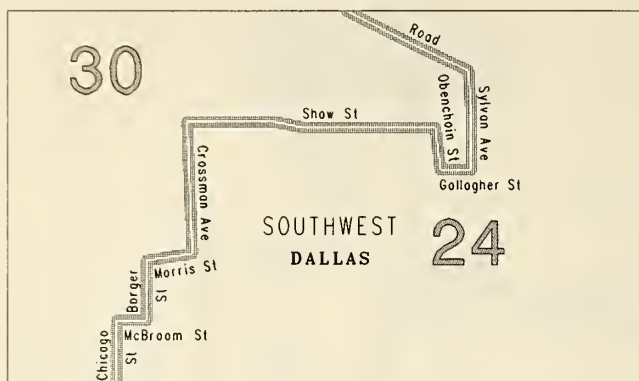 Road
30
Obenchoin St
Sylvan Ave
Show St
Gollogher St
Crossman Ave
SOUTHWEST
DALLAS
24
Morris St
Borger St
McBroom St
Chicago St